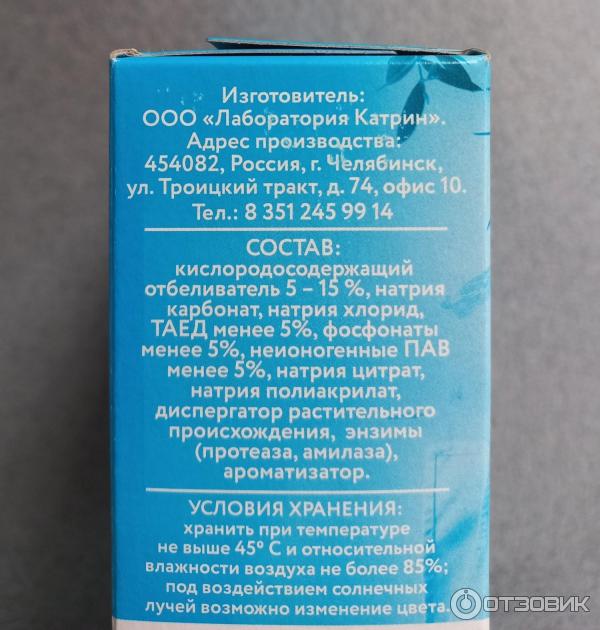 Изготовитель:
ООО «Лаборатория Катрин».
Адрес производства:
454082, Россия, г. Челябинск,
ул. Троицкий тракт, д. 74, офис 10.
Тел.: 8 351 245 99 14
СОСТАВ:
кислородосодержащий
отбеливатель 5 – 15 %, натрия
карбонат, натрия хлорид,
ТАЕД менее 5%, фосфонаты
менее 5%, неионогенные ПАВ
менее 5%, натрия цитрат,
натрия полиакрилат,
диспергатор растительного
происхождения, энзимы
(протеаза, амилаза),
ароматизатор.
УСЛОВИЯ ХРАНЕНИЯ:
хранить при температуре
не выше 45° С и относительной
влажности воздуха не более 85%;
под воздействием солнечных
лучей возможно изменение цвета.
ОТЗОВИК